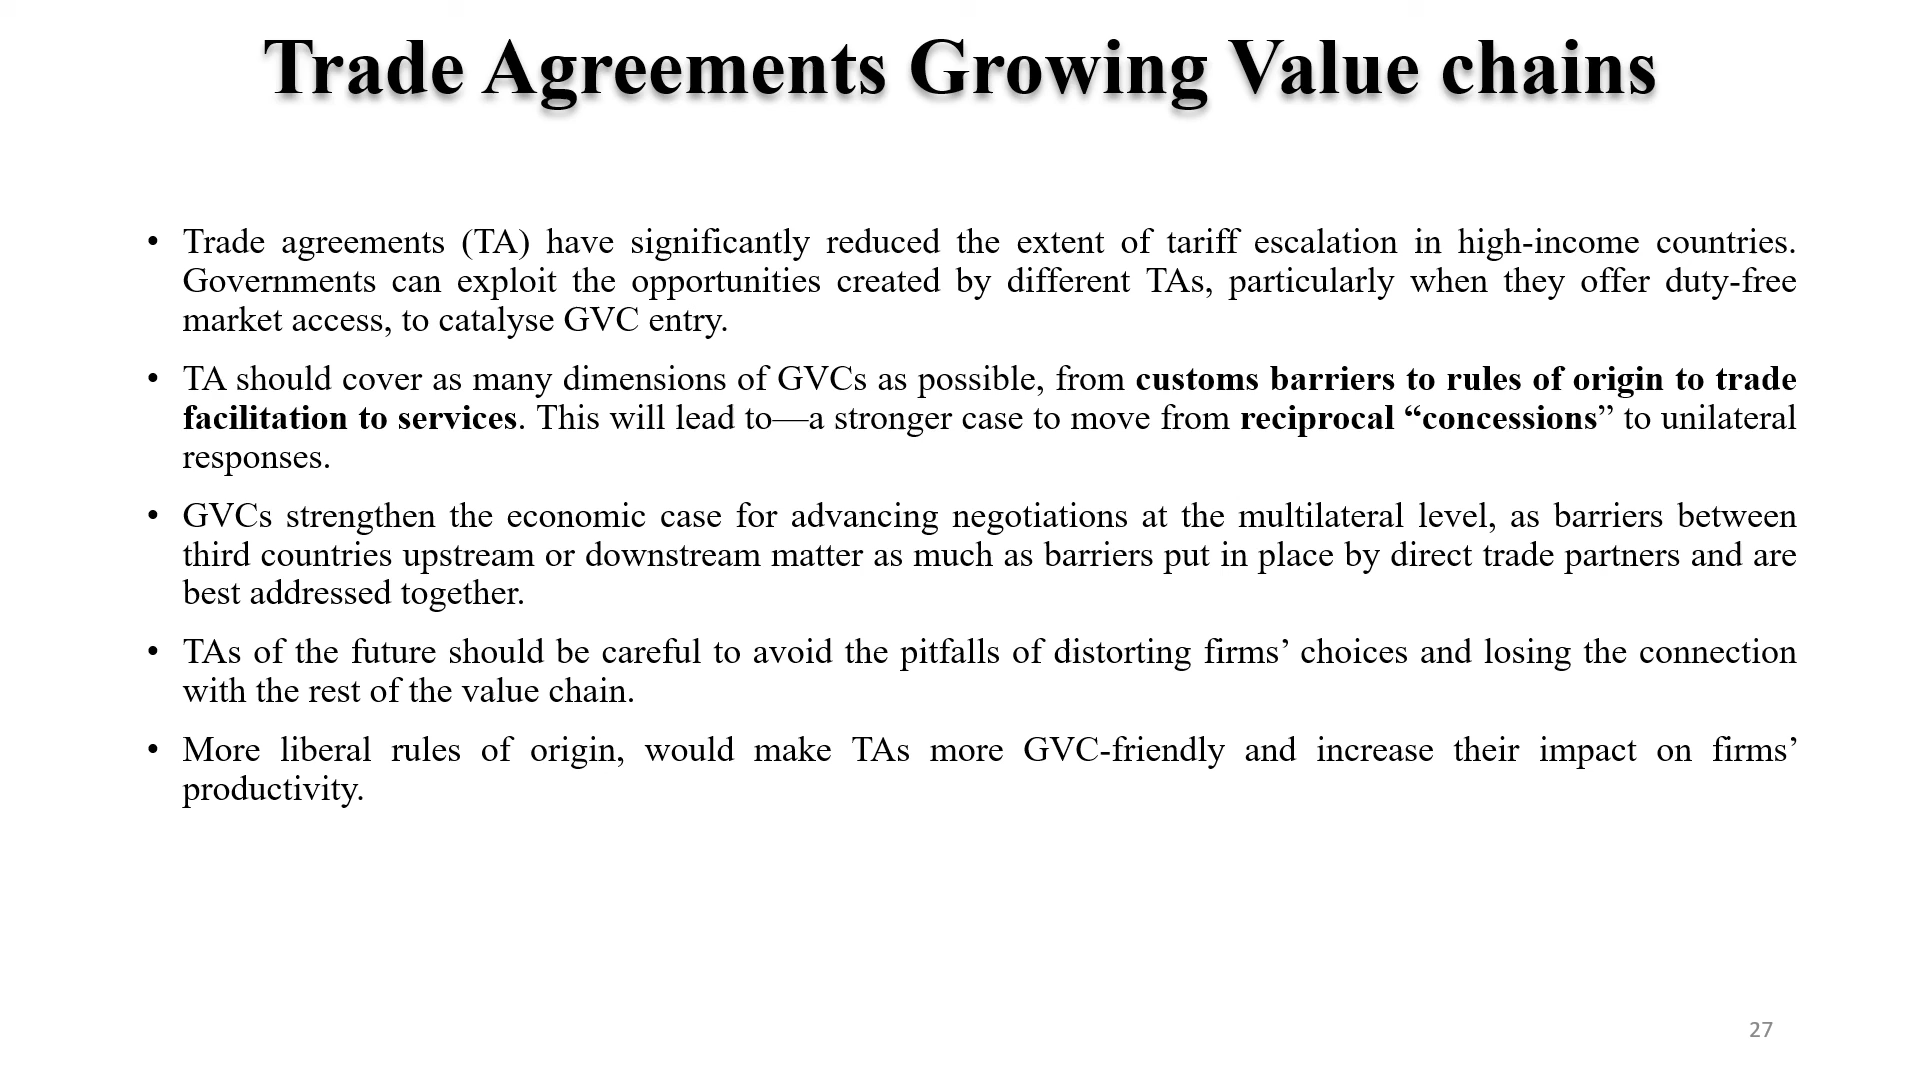 Trade Agreements Growing Value chains
• Trade agreements (TA) have significantly reduced the extent of tariff escalation in high-income countries.
Governments can exploit the opportunities created by different TAs, particularly when they offer duty-free
market access, to catalyse GVC entry.
• TA should cover as many dimensions of GVCs as possible, from customs barriers to rules of origin to trade
facilitation to services. This will lead to—a stronger case to move from reciprocal “concessions” to unilateral
responses.
• GVCs strengthen the economic case for advancing negotiations at the multilateral level, as barriers between
third countries upstream or downstream matter as much as barriers put in place by direct trade partners and are
best addressed together.
• TAs of the future should be careful to avoid the pitfalls of distorting firms’ choices and losing the connection
with the rest of the value chain.
• More liberal rules of origin, would make TAs more GVC-friendly and increase their impact on firms’
productivity.
27